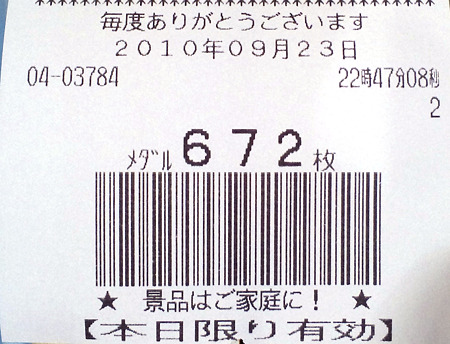 ************************************
毎度ありがとうございます
2010年09月23日
04-03784 22時47分08秒
2
ﾒﾀﾞﾙ 672枚
★ 景品はご家庭に! ★
【本日限り有効】